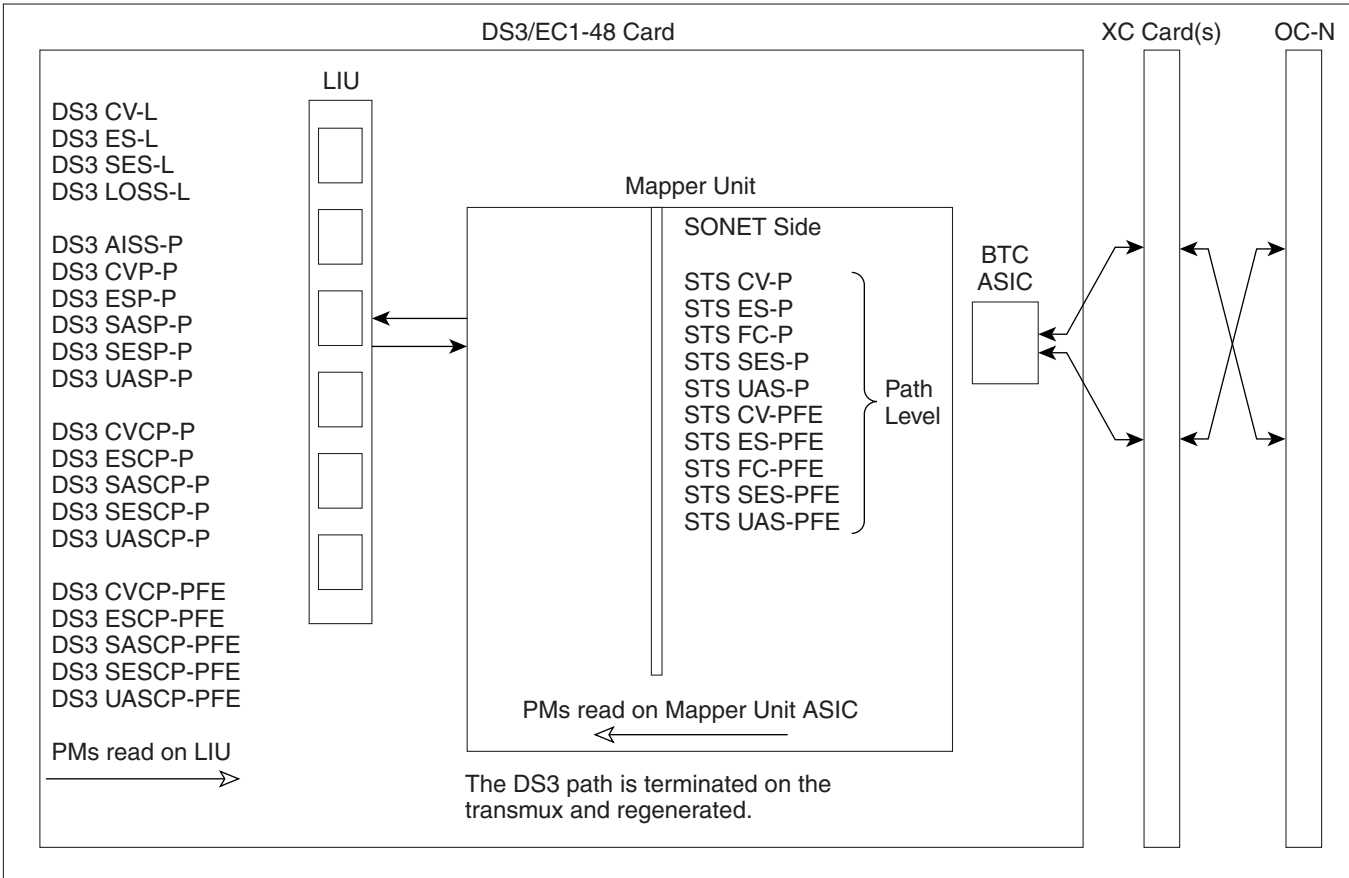 DS3/EC1-48 Card
XC Card(s)
OC-N
LIU
DS3 CV-L
DS3 ES-L
DS3 SES-L
DS3 LOSS-L
DS3 AISS-P
DS3 CVP-P
DS3 ESP-P
DS3 SASP-P
DS3 SESP-P
DS3 UASP-P
DS3 CVCP-P
DS3 ESCP-P
DS3 SASCP-P
DS3 SESCP-P
DS3 UASCP-P
DS3 CVCP-PFE
DS3 ESCP-PFE
DS3 SASCP-PFE
DS3 SESCP-PFE
DS3 UASCP-PFE
PMs read on LIU
Mapper Unit
SONET Side
STS CV-P
STS ES-P
STS FC-P
STS SES-P
STS UAS-P
STS CV-PFE
STS ES-PFE
STS FC-PFE
STS SES-PFE
STS UAS-PFE
Path
Level
PMs read on Mapper Unit ASIC
The DS3 path is terminated on the
transmux and regenerated.
BTC
ASIC